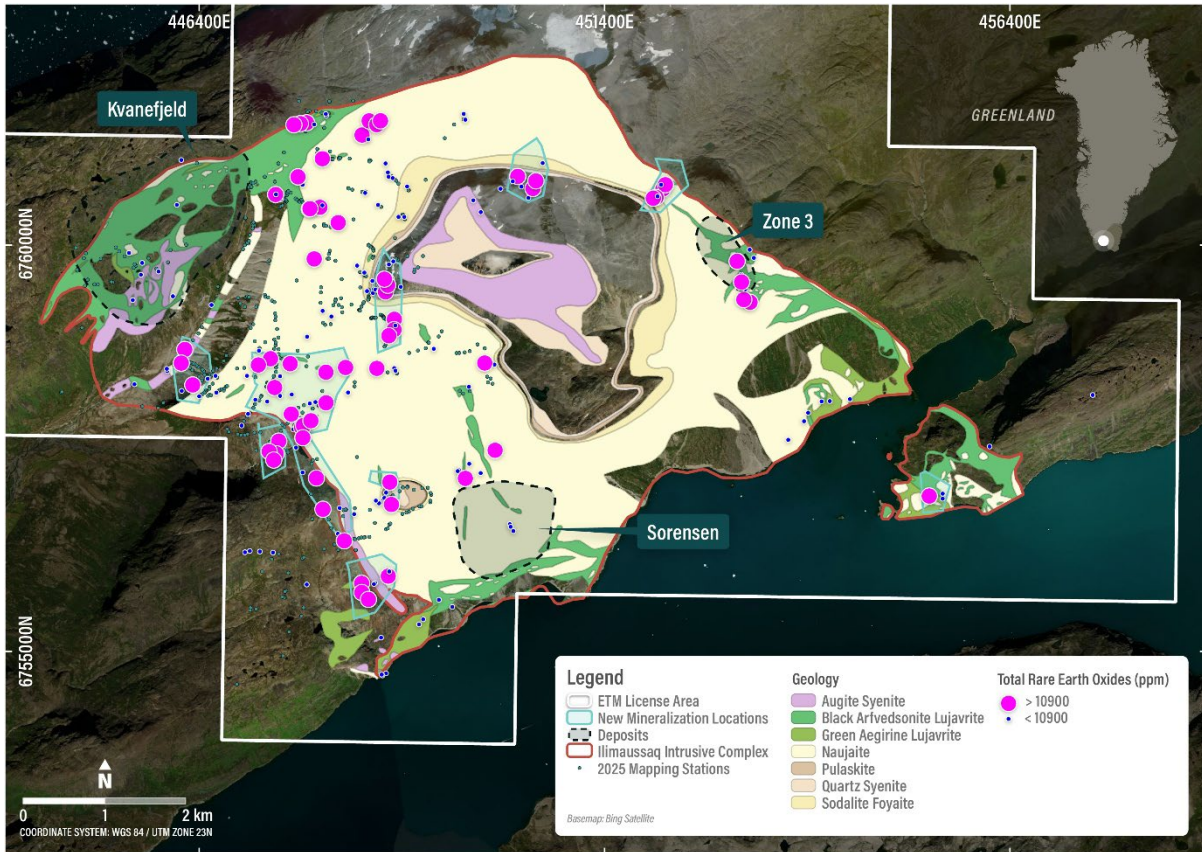 446400E
451400E
456400E
Kvanefjeld
GREENLAND
Zone 3
6760000N
Sorensen
6755000N
Legend
ETM License Area
New Mineralization Locations
Deposits
Ilimaussaq Intrusive Complex
2025 Mapping Stations
Basemap: Bing Satellite
Geology
Augite Syenite
Black Arfvedsonite Lujavrite
Green Aegirine Lujavrite
Naujaite
Pulaskite
Quartz Syenite
Sodalite Foyaite
Total Rare Earth Oxides (ppm)
> 10900
< 10900
N
0 1 2 km
COORDINATE SYSTEM: WGS 84 / UTM ZONE 23N